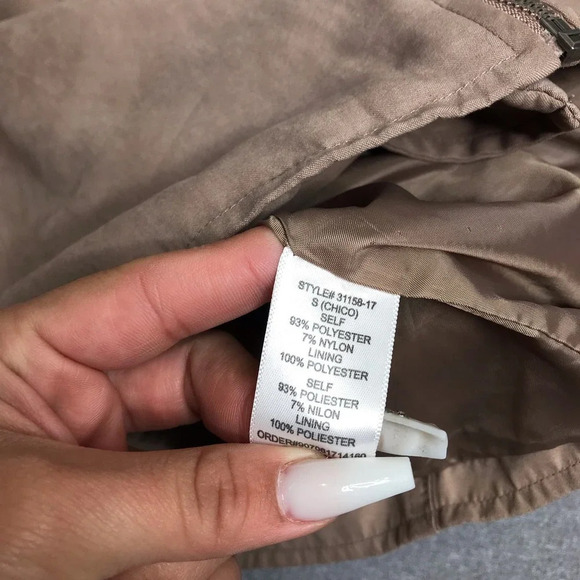 STYLE# 31158-17
S (CHICO)
SELF
93% POLYESTER
7% NYLON
LINING
100% POLYESTER
SELF
93% POLIESTER
7% NILON
LINING
100% POLIESTER